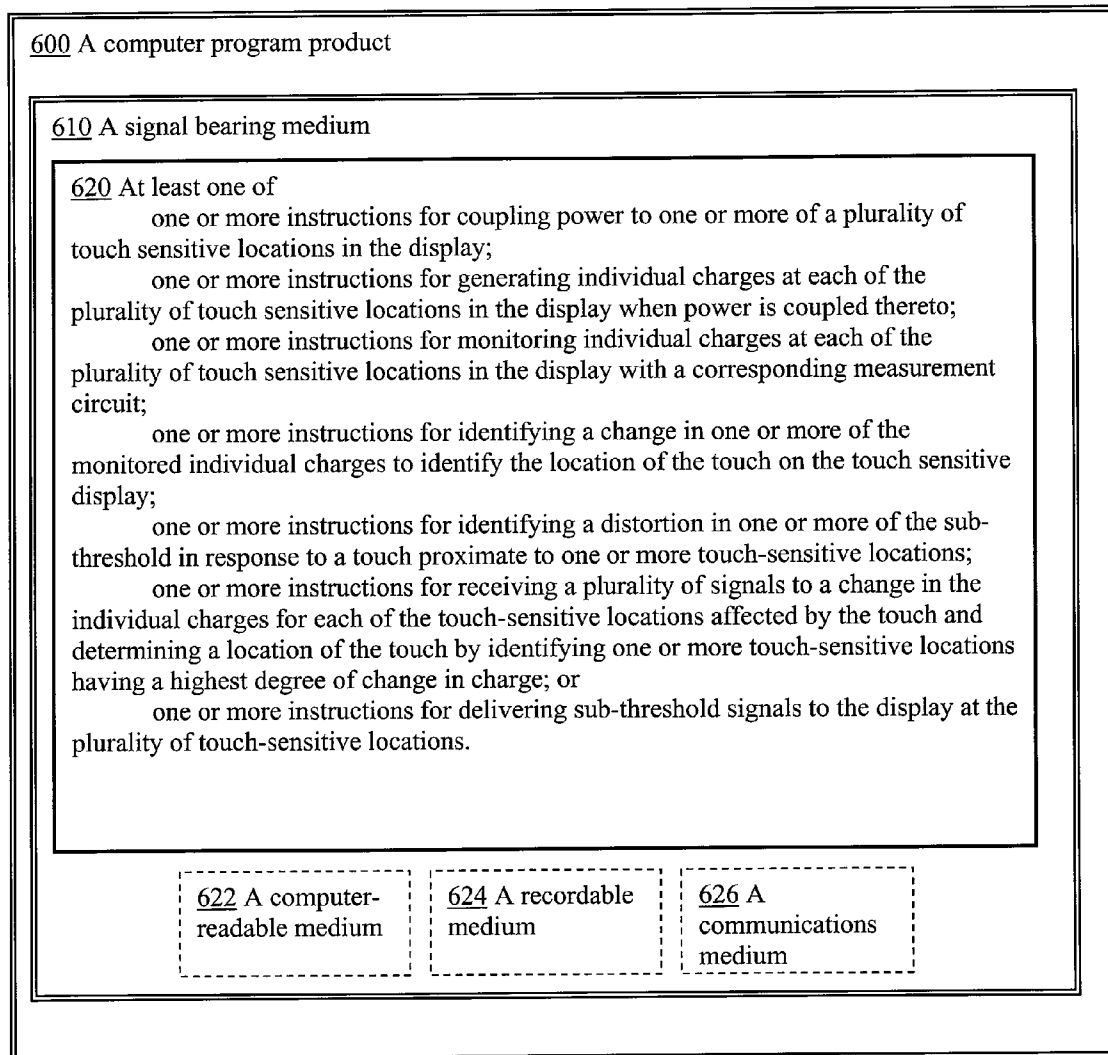 600 A computer program product
610 A signal bearing medium
620 At least one of
one or more instructions for coupling power to one or more of a plurality of
touch sensitive locations in the display;
one or more instructions for generating individual charges at each of the
plurality of touch sensitive locations in the display when power is coupled thereto;
one or more instructions for monitoring individual charges at each of the
plurality of touch sensitive locations in the display with a corresponding measurement
circuit;
one or more instructions for identifying a change in one or more of the
monitored individual charges to identify the location of the touch on the touch sensitive
display;
one or more instructions for identifying a distortion in one or more of the sub-
threshold in response to a touch proximate to one or more touch-sensitive locations;
one or more instructions for receiving a plurality of signals to a change in the
individual charges for each of the touch-sensitive locations affected by the touch and
determining a location of the touch by identifying one or more touch-sensitive locations
having a highest degree of change in charge; or
one or more instructions for delivering sub-threshold signals to the display at the
plurality of touch-sensitive locations.
622 A computer-
readable medium
624 A recordable
medium
626 A
communications
medium